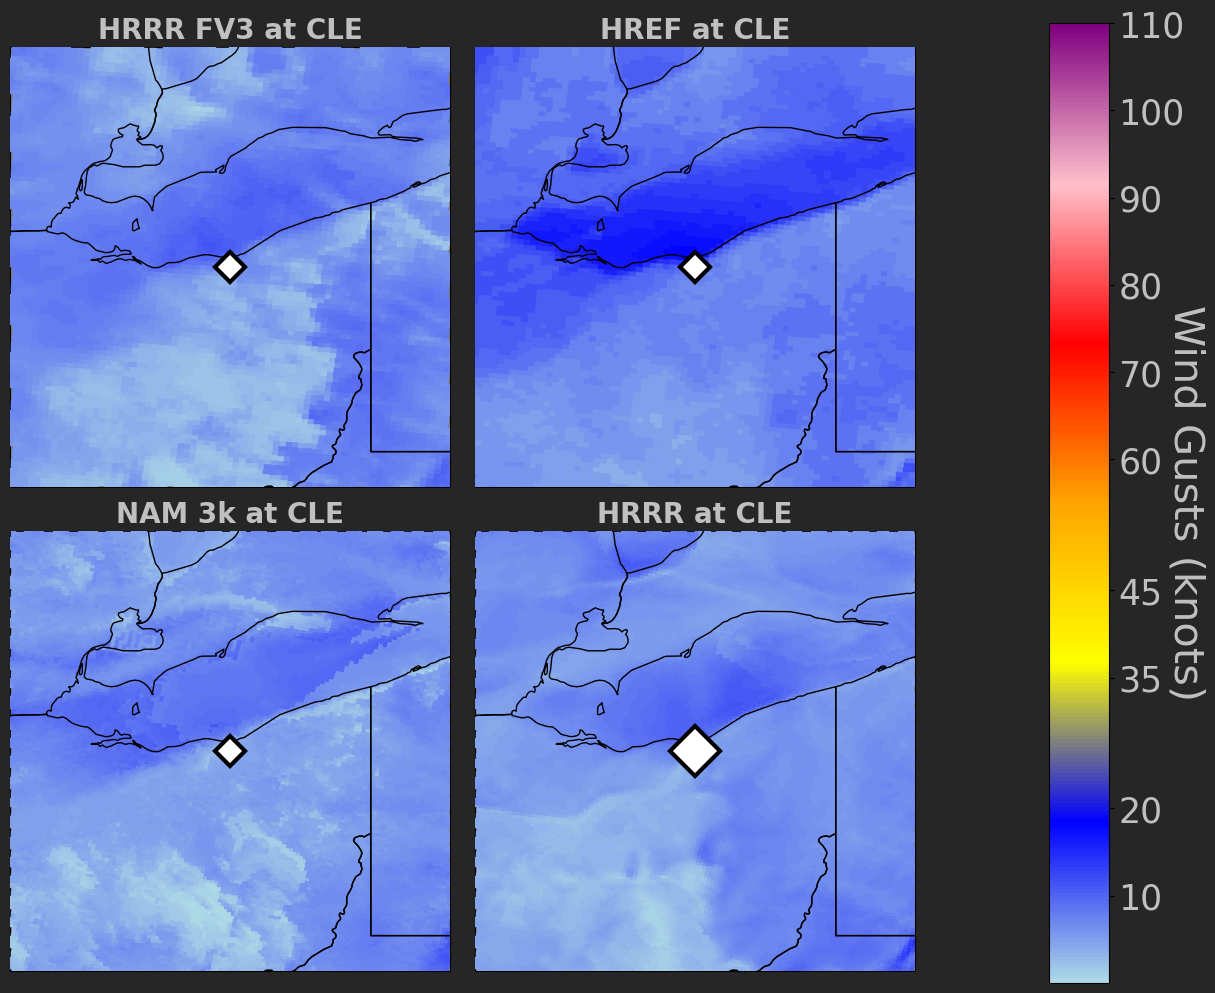 HRRR FV3 at CLE
HREF at CLE
NAM 3k at CLE
HRRR at CLE
110
100
90
80
70
60
45
35
20
10
Wind Gusts (knots)